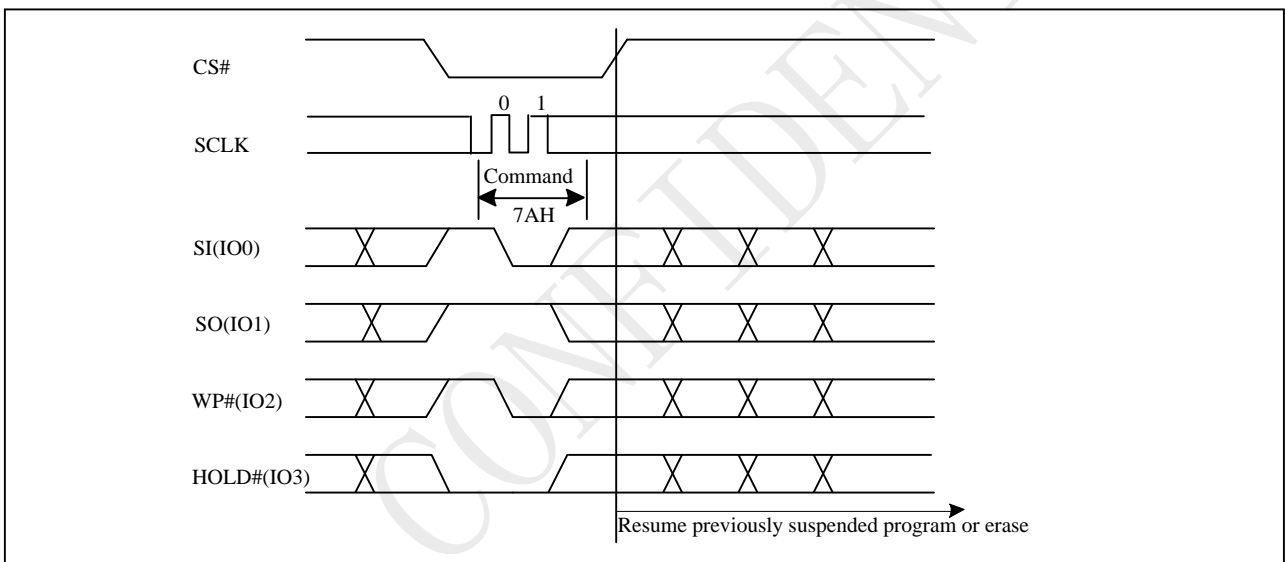 CS#
0 1
SCLK
Command
7AH
SI(IO0)
SO(IO1)
WP#(IO2)
HOLD#(IO3)
Resume previously suspended program or erase
CONFIDEN